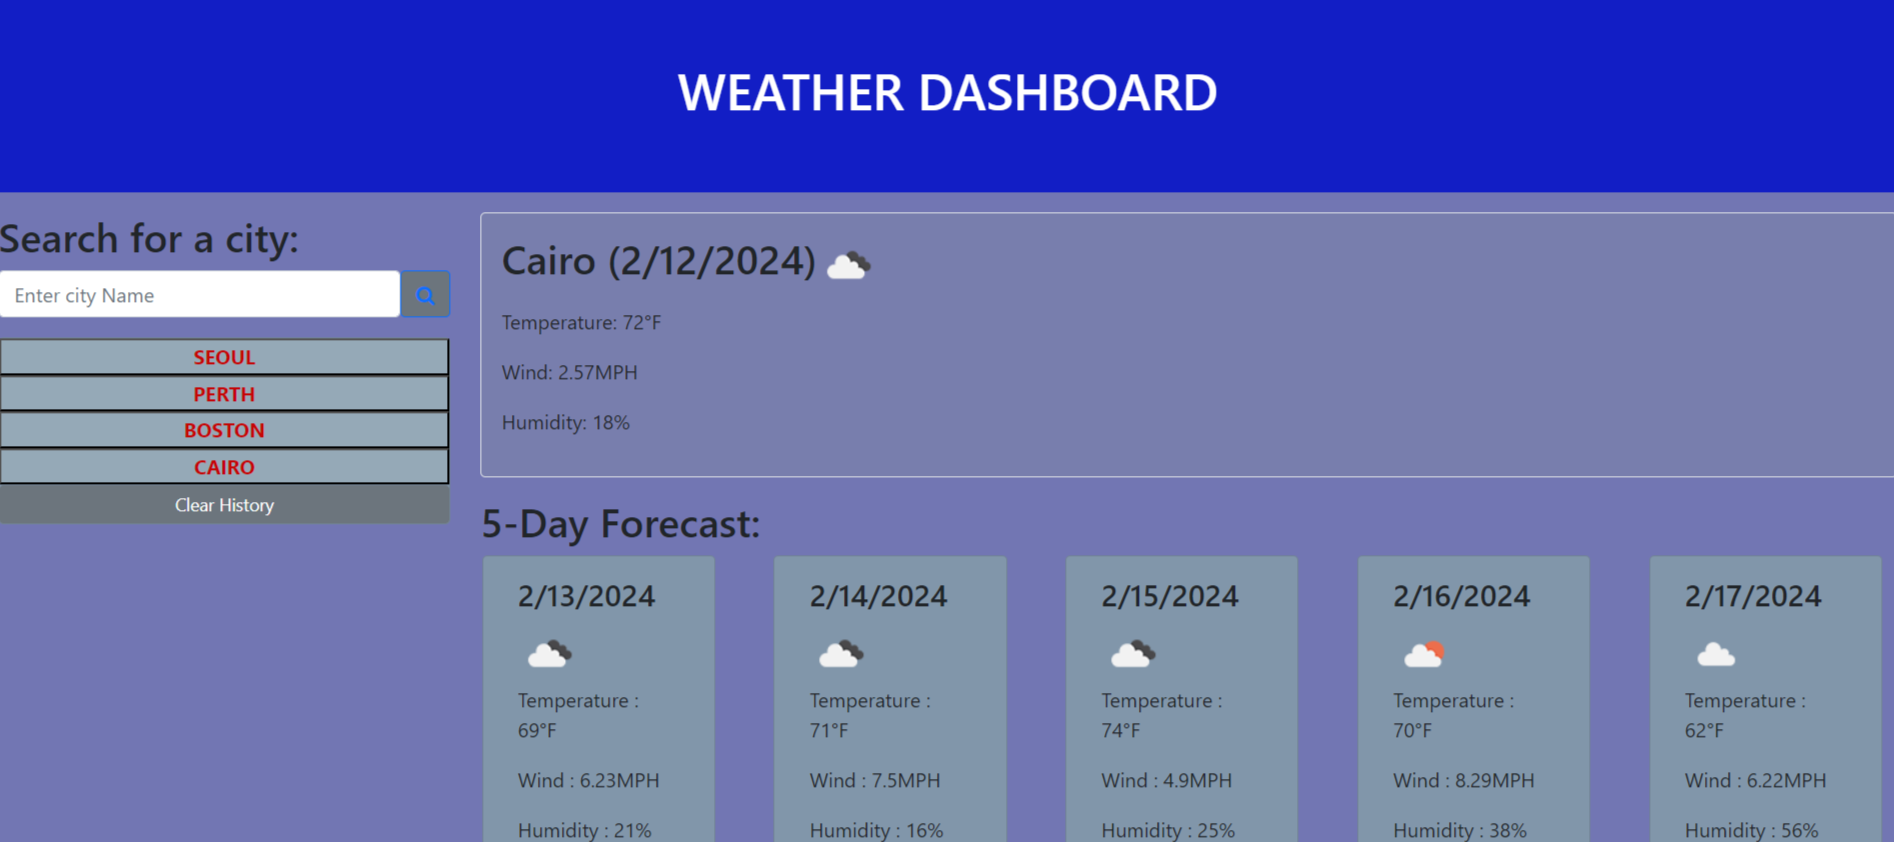 WEATHER DASHBOARD
Search for a city:
Enter city Name
SEOUL
PERTH
BOSTON
CAIRO
Clear History
Cairo (2/12/2024)
Temperature: 72°F
Wind: 2.57MPH
Humidity: 18%
5-Day Forecast:
2/13/2024
Temperature :
69°F
Wind : 6.23MPH
Humidity : 21%
2/14/2024
Temperature :
71°F
Wind : 7.5MPH
Humidity : 16%
2/15/2024
Temperature :
74°F
Wind : 4.9MPH
Humidity : 25%
2/16/2024
Temperature :
70°F
Wind : 8.29MPH
Humidity : 38%
2/17/2024
Temperature :
62°F
Wind : 6.22MPH
Humidity : 56%